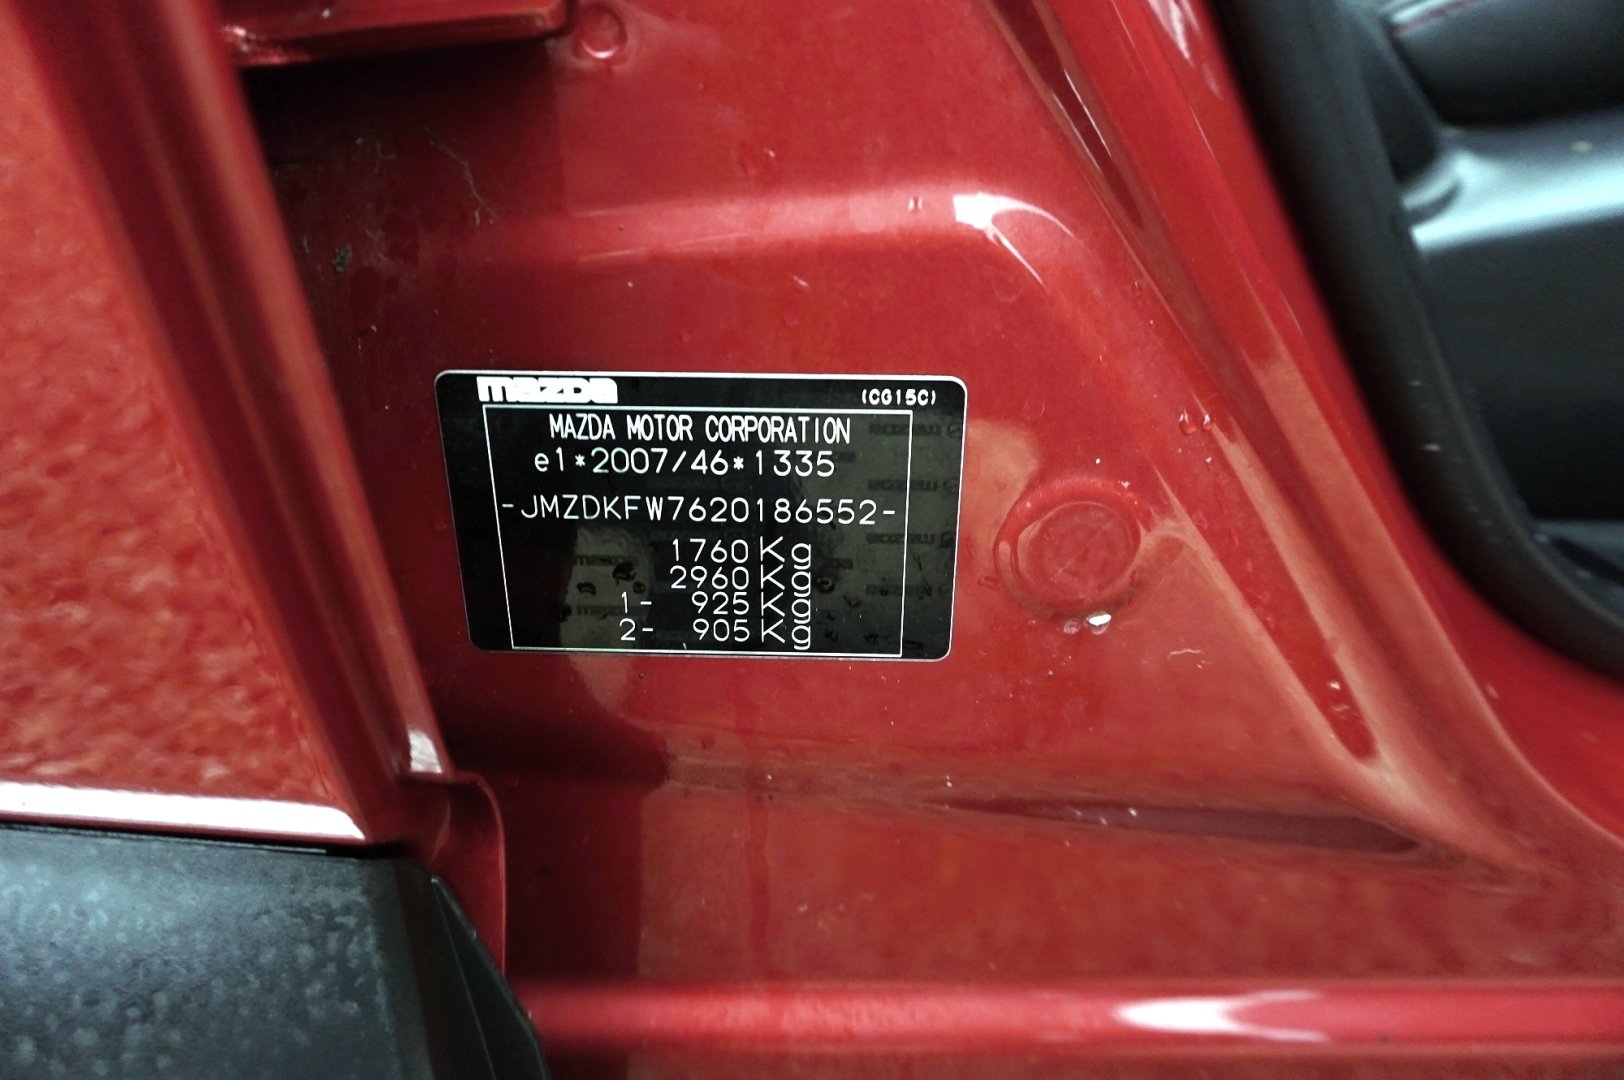 mazda
(CG15C)
MAZDA MOTOR CORPORATION
e1*2007/46*1335
-JMZDKFW7620186552-
1760 Kg
2960 Kg
1- 925 Kg
2- 905 Kg